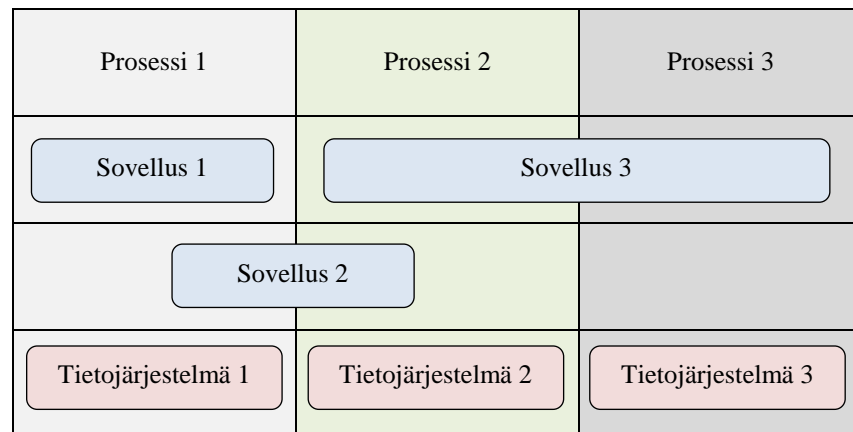 Prosessi 1
Prosessi 2
Prosessi 3
Sovellus 1
Sovellus 3
Sovellus 2
Tietojärjestelmä 1
Tietojärjestelmä 2
Tietojärjestelmä 3